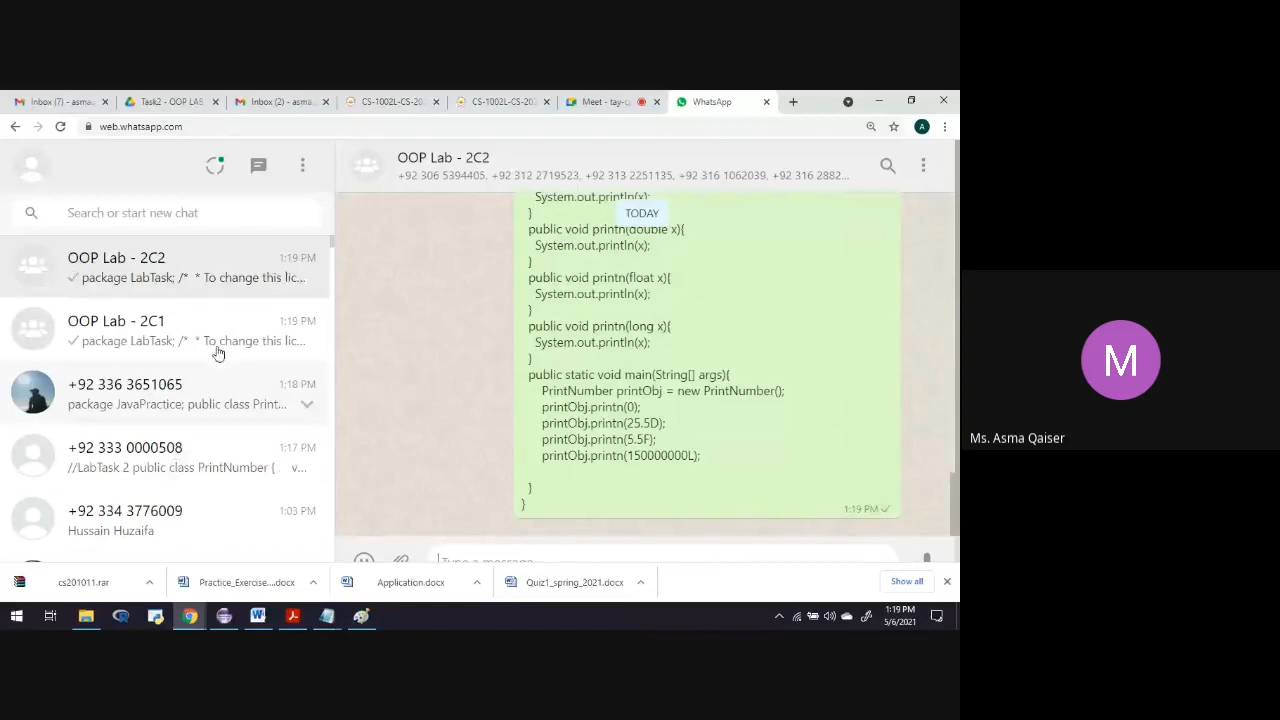 Inbox (7) - asma
Task2 - OOP LAB
Inbox (2) - asma
CS-1002L-CS-20
CS-1002L-CS-20
Meet - tay-
WhatsApp
web.whatsapp.com
A
OOP Lab - 2C2
+92 306 5394405, +92 312 2719523, +92 313 2251135, +92 316 1062039, +92 316 2882...
Search or start new chat
OOP Lab - 2C2
1:19 PM
package LabTask; /* * To change this lic...
OOP Lab - 2C1
1:19 PM
package LabTask; /* * To change this lic...
+92 336 3651065
1:18 PM
package JavaPractice; public class Print...
+92 333 0000508
1:17 PM
//LabTask 2 public class PrintNumber { v...
+92 334 3776009
1:03 PM
Hussain Huzaifa
System.out.println(x);
TODAY
}
public void printn(double x){
System.out.println(x);
}
public void printn(float x){
System.out.println(x);
}
public void printn(long x){
System.out.println(x);
}
public static void main(String[] args){
PrintNumber printObj = new PrintNumber();
printObj.printn(0);
printObj.printn(25.5D);
printObj.printn(5.5F);
printObj.printn(150000000L);
}
}
1:19 PM
Type a message
cs201011.rar
Practice_Exercise....docx
Application.docx
Quiz1_spring_2021.docx
Show all
1:19 PM
5/6/2021
M
Ms. Asma Qaiser